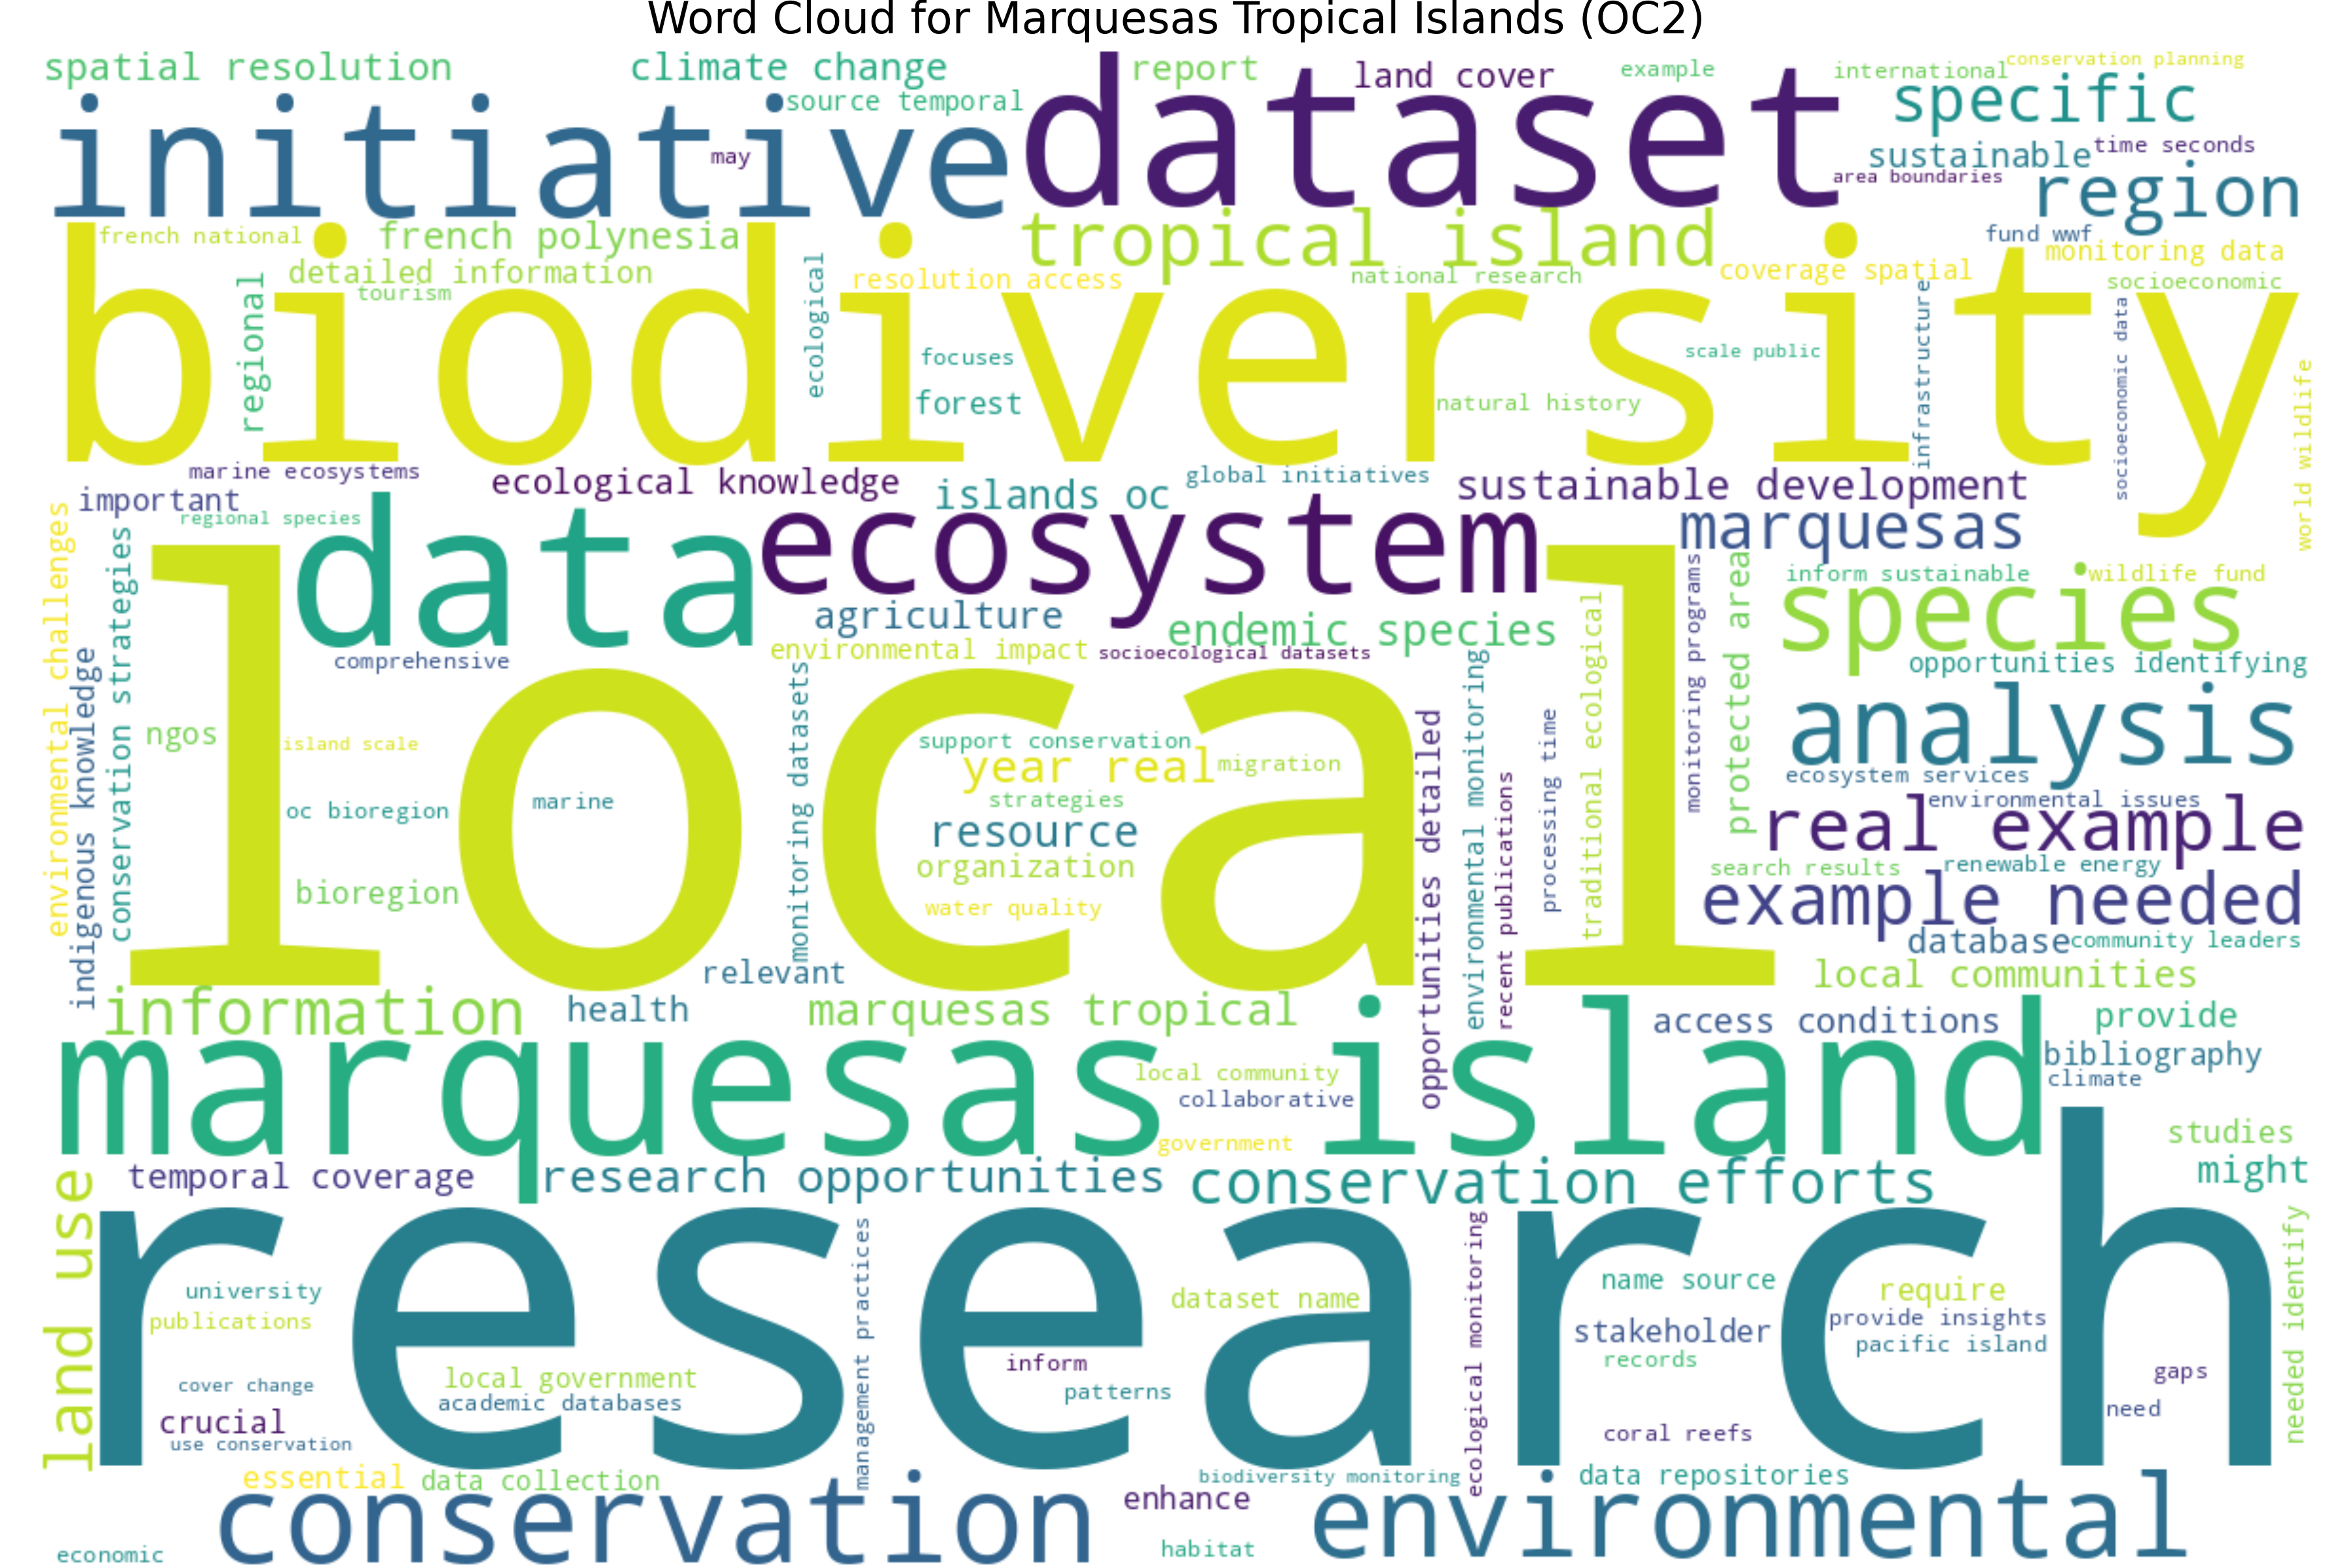 Word Cloud for Marquesas Tropical Islands (OC2)
spatial resolution
climate change
report
land cover
example
international
conservation planning
initiative
source temporal
dataset
specific
may
sustainable
time seconds
area boundaries
region
french national
french polynesia
tropical island
fund wwf
monitoring data
detailed information
tourism
regional
ecological
resolution access
national research
coverage spatial
socioeconomic
biodiversity
focuses
forest
scale public
natural history
infrastructure
socioeconomic data
world wildlife
marine ecosystems
ecological knowledge
global initiatives
sustainable development
important
islands oc
regional species
data
ecosystem
marquesas
environmental challenges
indigenous knowledge
conservation strategies
agriculture
endemic species
inform sustainable
wildlife fund
species
comprehensive
environmental impact
socioecological datasets
opportunities identifying
local
ngos
island scale
oc bioregion
marine
bioregion
monitoring datasets
support conservation
year real
migration
strategies
resource
organization
water quality
relevant
opportunities detailed
environmental monitoring
recent publications
processing time
traditional ecological
monitoring programs
protected area
analysis
ecosystem services
environmental issues
real example
search results
renewable energy
example needed
database
community leaders
local communities
information
health
marquesas tropical
access conditions
provide
marquesas island
local community
collaborative
government
bibliography
climate
studies
might
land use
temporal coverage
research opportunities
conservation efforts
research
university
publications
cover change
crucial
use conservation
local government
academic databases
management practices
inform
patterns
dataset name
ecological monitoring
name source
stakeholder
records
coral reefs
require
provide insights
pacific island
gaps
need
needed identify
essential
data collection
biodiversity monitoring
data repositories
conservation
enhance
environmental
economic
habitat